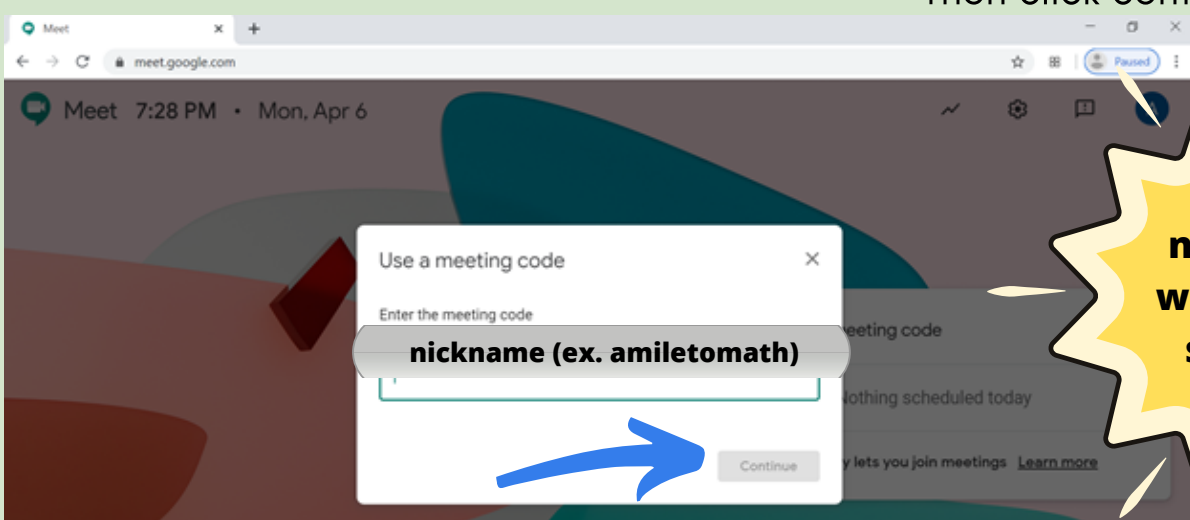 Meet
meet.google.com
Paused
Meet 7:28 PM • Mon, Apr 6
A
Use a meeting code
Enter the meeting code
nickname (ex. amiletomath)
eeting code
Nothing scheduled today
Continue
y lets you join meetings Learn more